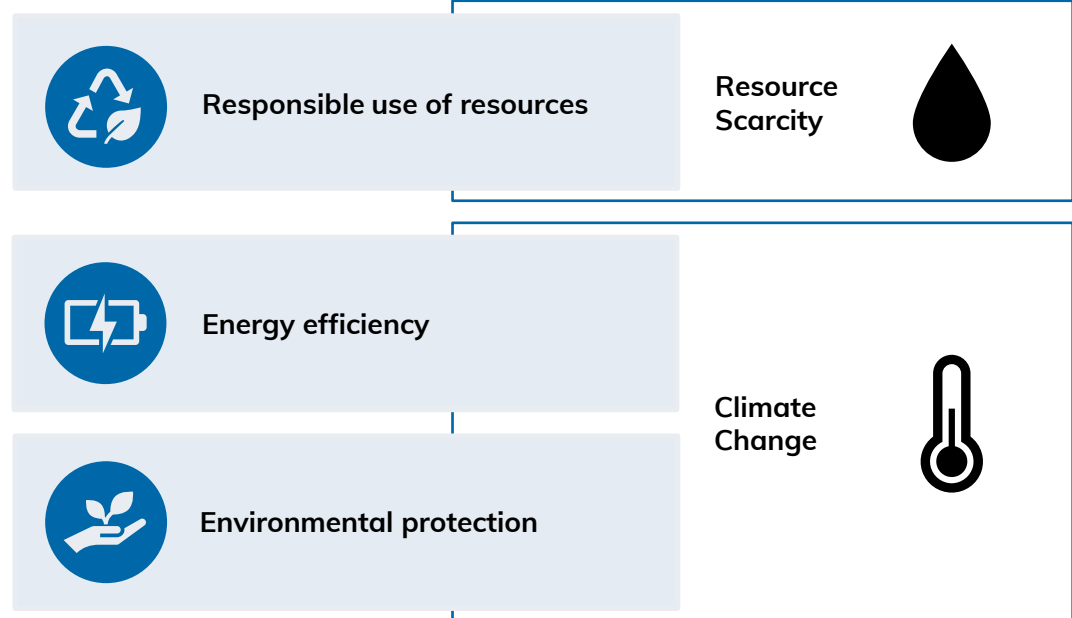 Responsible use of resources
Resource
Scarcity
Energy efficiency
Climate
Change
Environmental protection